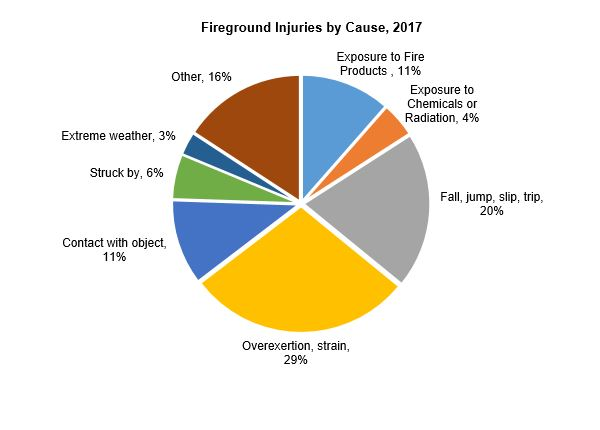 Fireground Injuries by Cause, 2017
Exposure to Fire
Products , 11%
Exposure to
Chemicals or
Radiation, 4%
Fall, jump, slip, trip,
20%
Overexertion, strain,
29%
Contact with object,
11%
Struck by, 6%
Extreme weather, 3%
Other, 16%